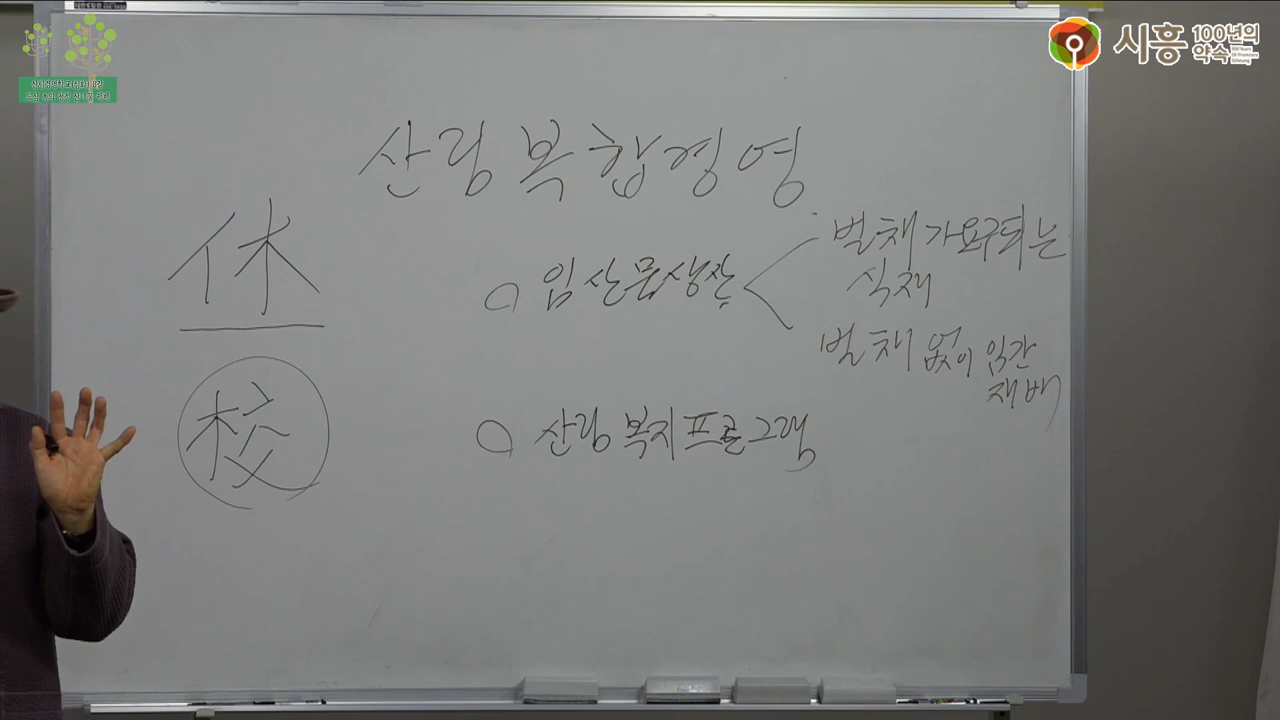 시흥 100년의 약속
산림복합경영
休
校
임산물생산
벌채가요구되는
식재
벌채 없이 임간
재배
산림복지프로그램